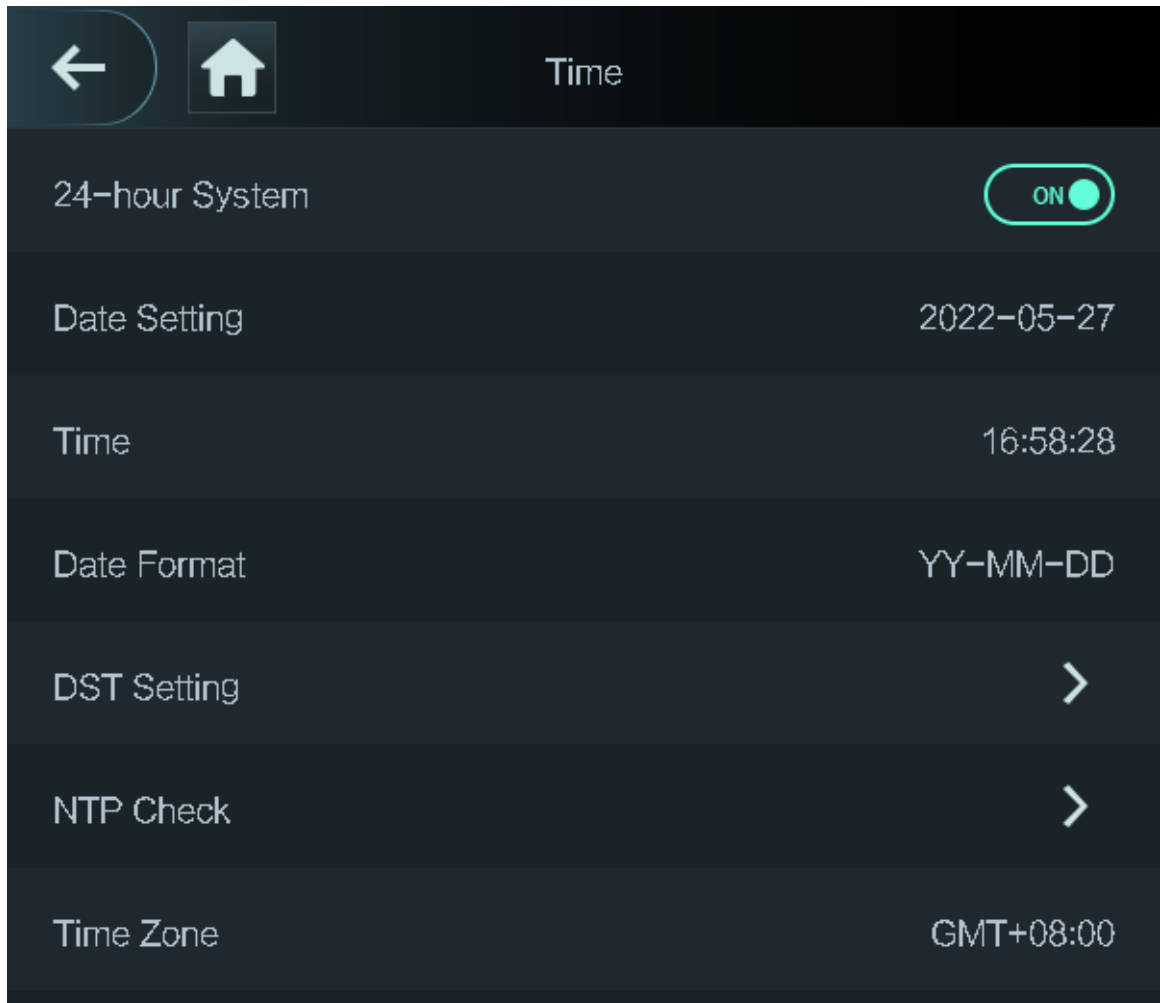 Time
24-hour System ON
Date Setting 2022-05-27
Time 16:58:28
Date Format YY-MM-DD
DST Setting
NTP Check
Time Zone GMT+08:00